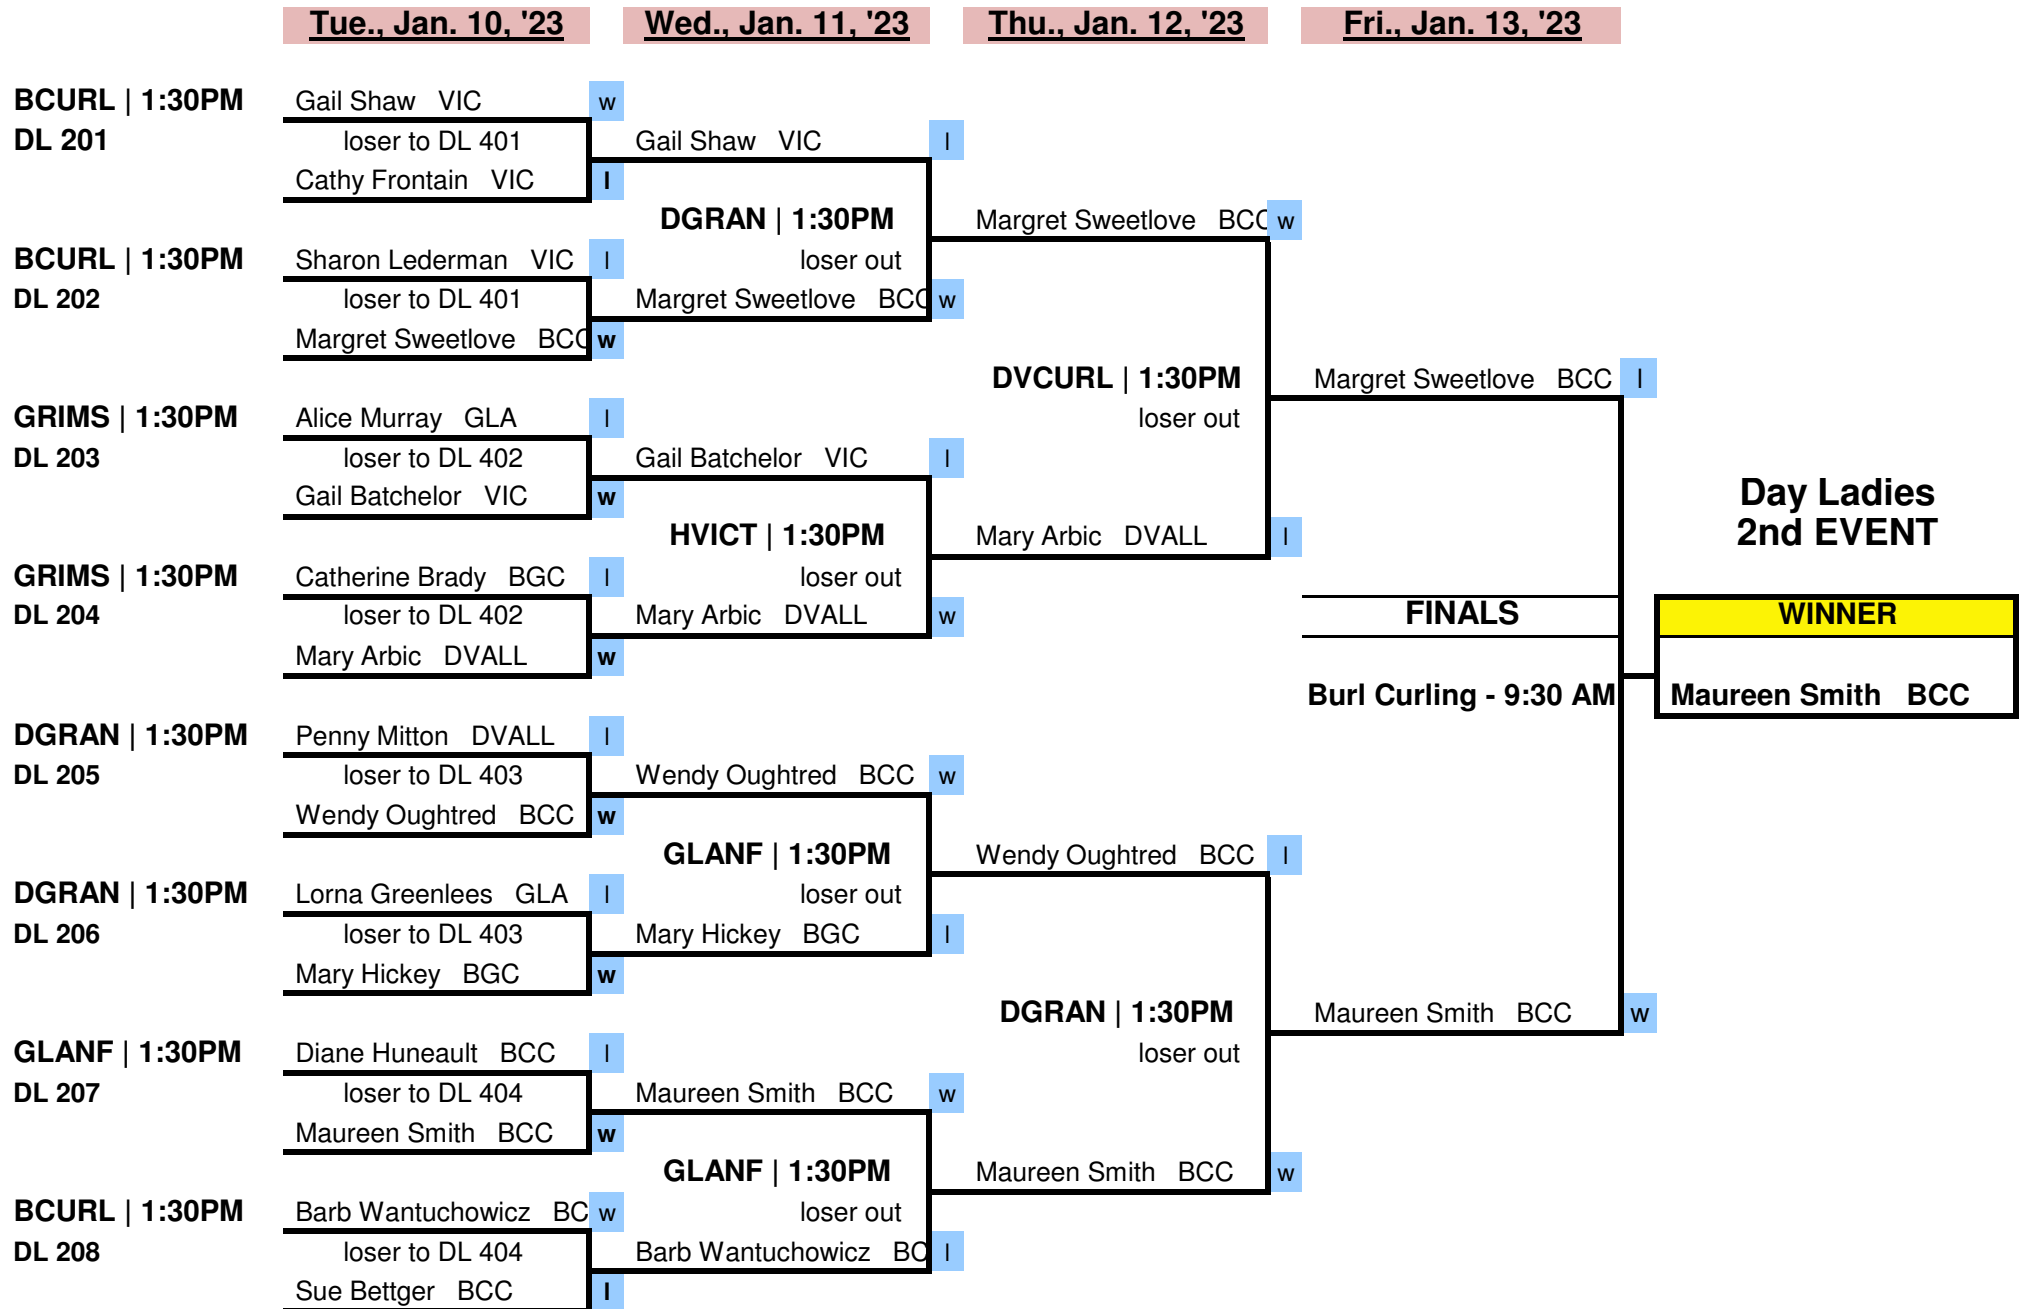 Tue., Jan. 10, '23 Wed., Jan. 11, '23 Thu., Jan. 12, '23 Fri., Jan. 13, '23
BCURL | 1:30PM Gail Shaw VIC w
DL 201 loser to DL 401 Gail Shaw VIC l
Cathy Frontain VIC l
DGRAN | 1:30PM Margret Sweetlove BCC w
BCURL | 1:30PM Sharon Lederman VIC l loser out
DL 202 loser to DL 401 Margret Sweetlove BCC w
Margret Sweetlove BCC w
DVCURL | 1:30PM Margret Sweetlove BCC l
GRIMS | 1:30PM Alice Murray GLA l loser out
DL 203 loser to DL 402 Gail Batchelor VIC l
Gail Batchelor VIC w Day Ladies
HVICT | 1:30PM Mary Arbic DVALL l 2nd EVENT
GRIMS | 1:30PM Catherine Brady BGC l loser out
DL 204 loser to DL 402 Mary Arbic DVALL w FINALS WINNER
Mary Arbic DVALL w
Burl Curling - 9:30 AM Maureen Smith BCC
DGRAN | 1:30PM Penny Mitton DVALL l
DL 205 loser to DL 403 Wendy Oughtred BCC w
Wendy Oughtred BCC w
GLANF | 1:30PM Wendy Oughtred BCC l
DGRAN | 1:30PM Lorna Greenlees GLA l loser out
DL 206 loser to DL 403 Mary Hickey BGC l
Mary Hickey BGC w
DGRAN | 1:30PM Maureen Smith BCC w
GLANF | 1:30PM Diane Huneault BCC l loser out
DL 207 loser to DL 404 Maureen Smith BCC w
Maureen Smith BCC w
GLANF | 1:30PM Maureen Smith BCC w
BCURL | 1:30PM Barb Wantuchowicz BC w loser out
DL 208 loser to DL 404 Barb Wantuchowicz BC l
Sue Bettger BCC l